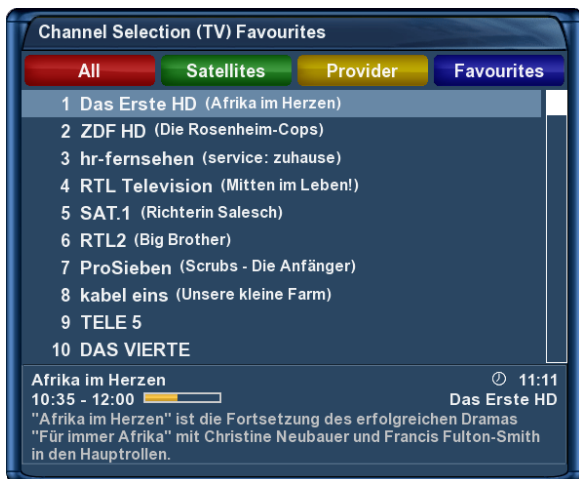 Channel Selection (TV) Favourites
All Satellites Provider Favourites
1 Das Erste HD (Afrika im Herzen)
2 ZDF HD (Die Rosenheim-Cops)
3 hr-fernsehen (service: zuhause)
4 RTL Television (Mitten im Leben!)
5 SAT.1 (Richterin Salesch)
6 RTL2 (Big Brother)
7 ProSieben (Scrubs - Die Anfänger)
8 kabel eins (Unsere kleine Farm)
9 TELE 5
10 DAS VIERTE
Afrika im Herzen 11:11
10:35 - 12:00 Das Erste HD
"Afrika im Herzen" ist die Fortsetzung des erfolgreichen Dramas
"Für immer Afrika" mit Christine Neubauer und Francis Fulton-Smith
in den Hauptrollen.